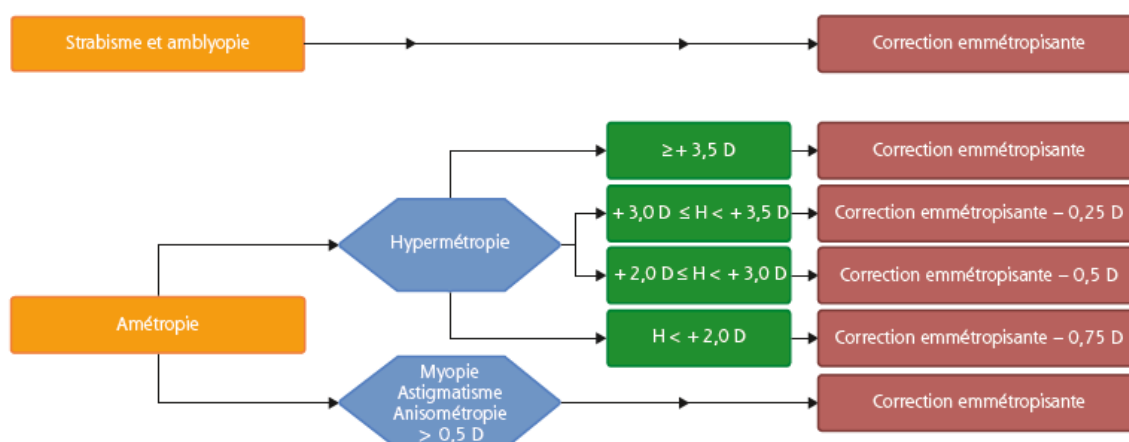 Strabisme et amblyopie
Correction emmétropisante
≥ + 3,5 D
Correction emmétropisante
+ 3,0 D ≤ H < + 3,5 D
Correction emmétropisante – 0,25 D
Hypermétropie
+ 2,0 D ≤ H < + 3,0 D
Correction emmétropisante – 0,5 D
Amétropie
H < + 2,0 D
Correction emmétropisante – 0,75 D
Myopie
Astigmatisme
Anisométropie
> 0,5 D
Correction emmétropisante